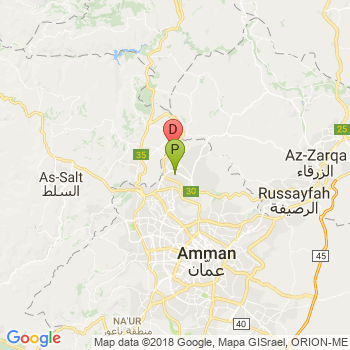 25
D
P
35
Az-Zarqa
الزرقاء
As-Salt
السلط
30
Russayfah
الرصيفة
Amman
عمان
45
NA'UR
ناعور
35
40
Google
Map data ©2018 Google, Mapa GISrael, ORION-ME